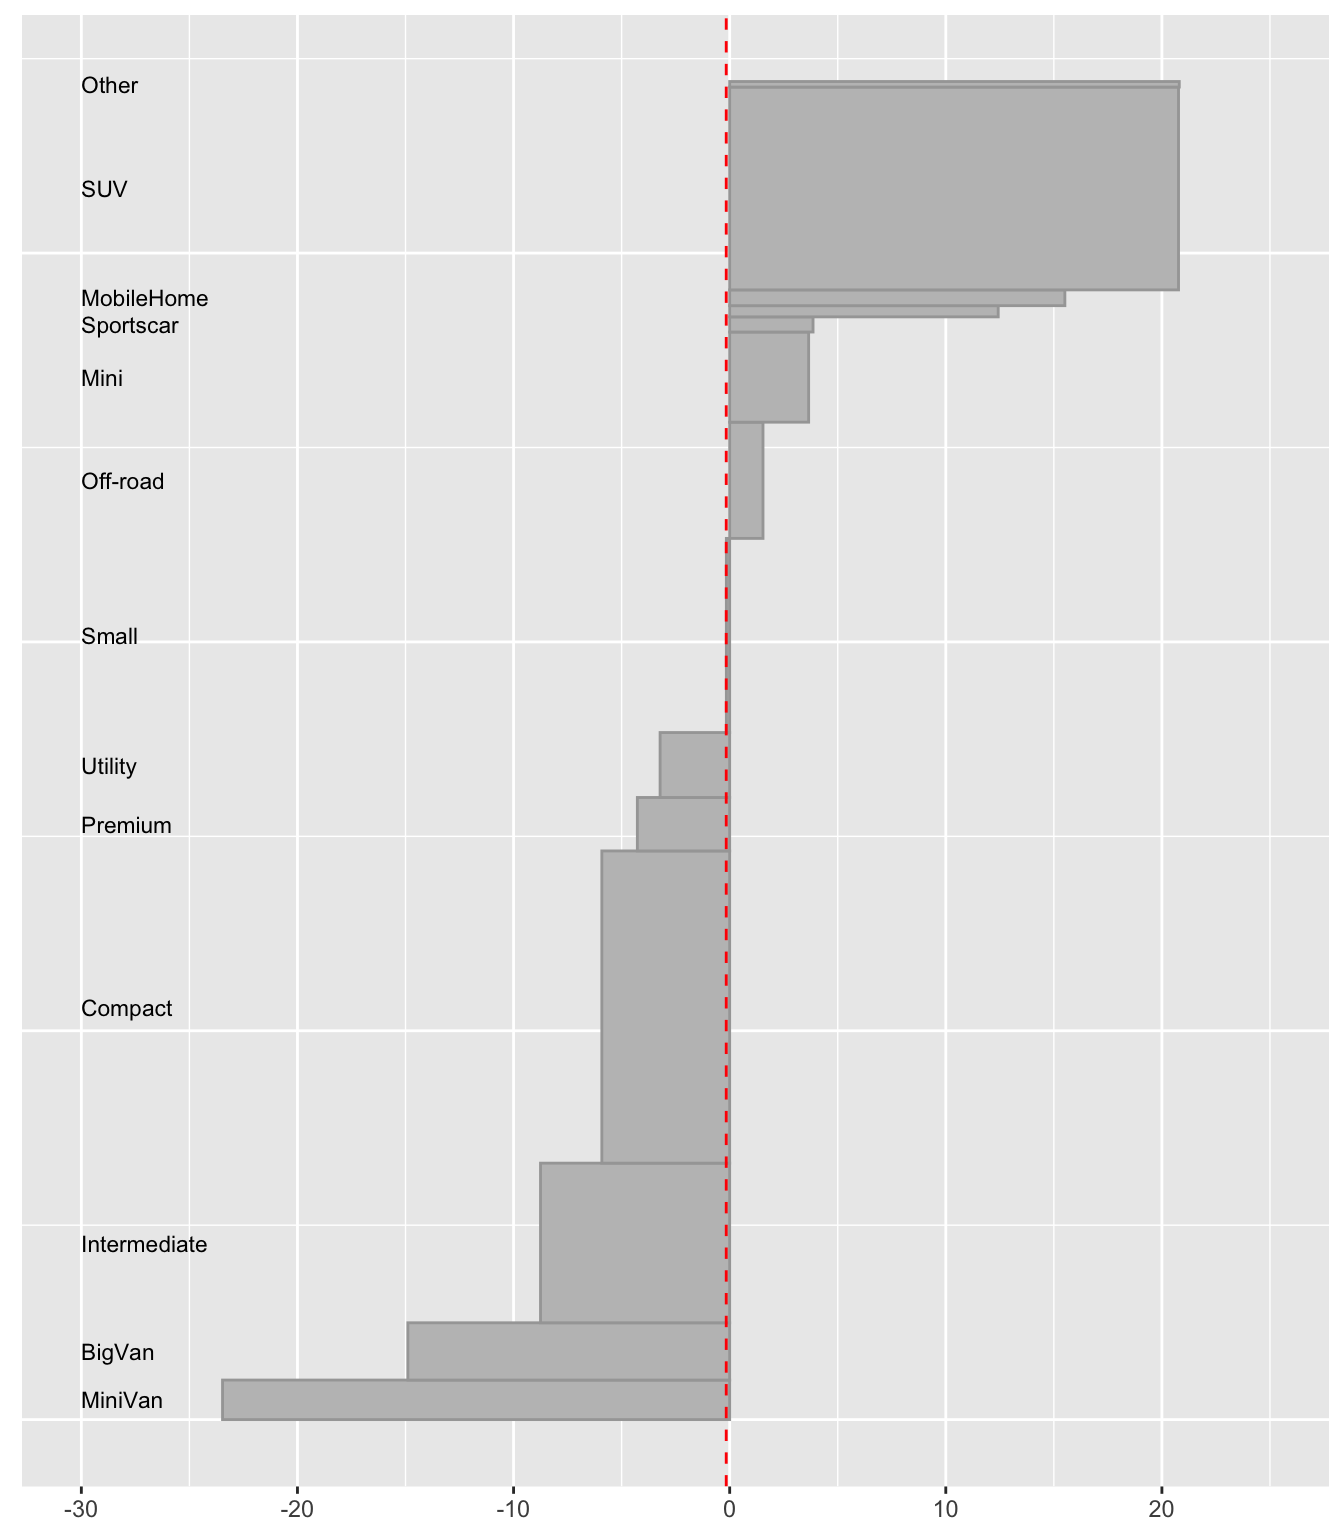 Other
SUV
MobileHome
Sportscar
Mini
Off-road
Small
Utility
Premium
Compact
Intermediate
BigVan
MiniVan
-30 -20 -10 0 10 20